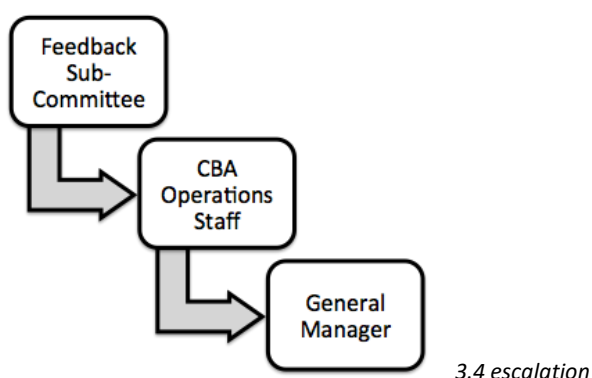 Feedback
Sub-
Committee
CBA
Operations
Staff
General
Manager
3.4 escalation